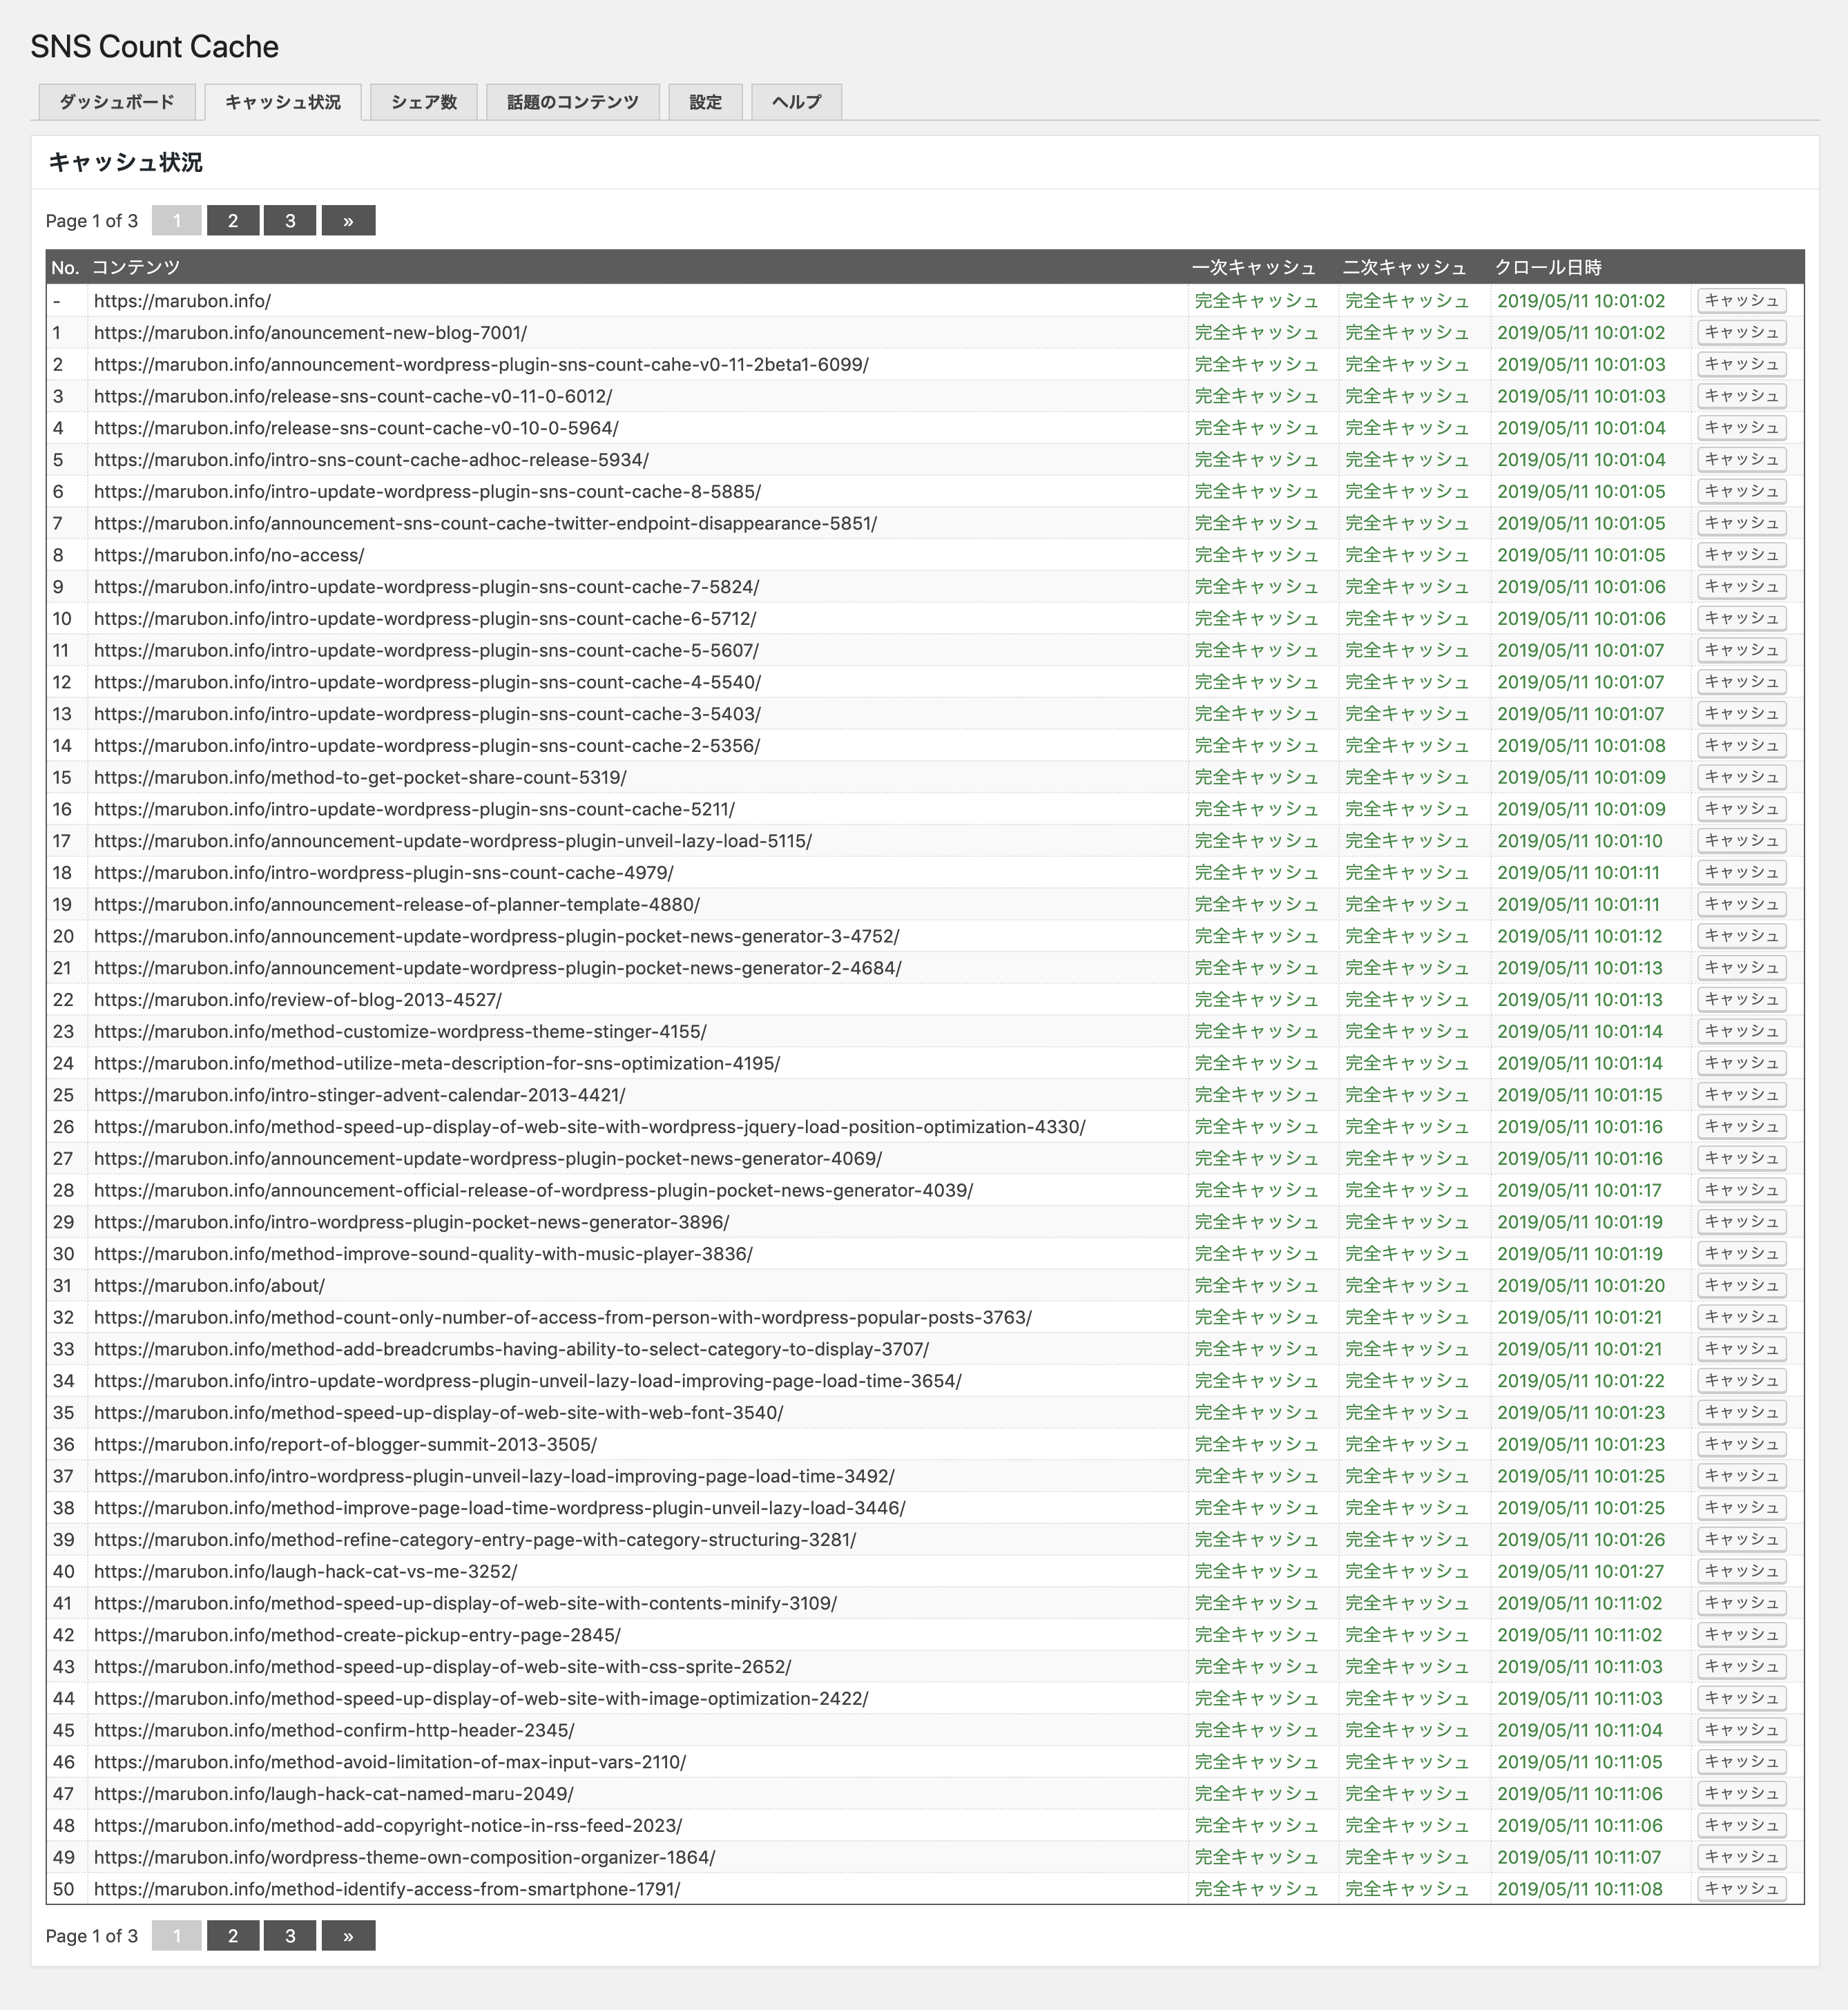 SNS Count Cache
ダッシュボード キャッシュ状況 シェア数 話題のコンテンツ 設定 ヘルプ
キャッシュ状況
Page 1 of 3 1 2 3 »
No. コンテンツ 一次キャッシュ 二次キャッシュ クロール日時
- https://marubon.info/ 完全キャッシュ 完全キャッシュ 2019/05/11 10:01:02 キャッシュ
1 https://marubon.info/anouncement-new-blog-7001/ 完全キャッシュ 完全キャッシュ 2019/05/11 10:01:02 キャッシュ
2 https://marubon.info/announcement-wordpress-plugin-sns-count-cahe-v0-11-2beta1-6099/ 完全キャッシュ 完全キャッシュ 2019/05/11 10:01:03 キャッシュ
3 https://marubon.info/release-sns-count-cache-v0-11-0-6012/ 完全キャッシュ 完全キャッシュ 2019/05/11 10:01:03 キャッシュ
4 https://marubon.info/release-sns-count-cache-v0-10-0-5964/ 完全キャッシュ 完全キャッシュ 2019/05/11 10:01:04 キャッシュ
5 https://marubon.info/intro-sns-count-cache-adhoc-release-5934/ 完全キャッシュ 完全キャッシュ 2019/05/11 10:01:04 キャッシュ
6 https://marubon.info/intro-update-wordpress-plugin-sns-count-cache-8-5885/ 完全キャッシュ 完全キャッシュ 2019/05/11 10:01:05 キャッシュ
7 https://marubon.info/announcement-sns-count-cache-twitter-endpoint-disappearance-5851/ 完全キャッシュ 完全キャッシュ 2019/05/11 10:01:05 キャッシュ
8 https://marubon.info/no-access/ 完全キャッシュ 完全キャッシュ 2019/05/11 10:01:05 キャッシュ
9 https://marubon.info/intro-update-wordpress-plugin-sns-count-cache-7-5824/ 完全キャッシュ 完全キャッシュ 2019/05/11 10:01:06 キャッシュ
10 https://marubon.info/intro-update-wordpress-plugin-sns-count-cache-6-5712/ 完全キャッシュ 完全キャッシュ 2019/05/11 10:01:06 キャッシュ
11 https://marubon.info/intro-update-wordpress-plugin-sns-count-cache-5-5607/ 完全キャッシュ 完全キャッシュ 2019/05/11 10:01:07 キャッシュ
12 https://marubon.info/intro-update-wordpress-plugin-sns-count-cache-4-5540/ 完全キャッシュ 完全キャッシュ 2019/05/11 10:01:07 キャッシュ
13 https://marubon.info/intro-update-wordpress-plugin-sns-count-cache-3-5403/ 完全キャッシュ 完全キャッシュ 2019/05/11 10:01:07 キャッシュ
14 https://marubon.info/intro-update-wordpress-plugin-sns-count-cache-2-5356/ 完全キャッシュ 完全キャッシュ 2019/05/11 10:01:08 キャッシュ
15 https://marubon.info/method-to-get-pocket-share-count-5319/ 完全キャッシュ 完全キャッシュ 2019/05/11 10:01:09 キャッシュ
16 https://marubon.info/intro-update-wordpress-plugin-sns-count-cache-5211/ 完全キャッシュ 完全キャッシュ 2019/05/11 10:01:09 キャッシュ
17 https://marubon.info/announcement-update-wordpress-plugin-unveil-lazy-load-5115/ 完全キャッシュ 完全キャッシュ 2019/05/11 10:01:10 キャッシュ
18 https://marubon.info/intro-wordpress-plugin-sns-count-cache-4979/ 完全キャッシュ 完全キャッシュ 2019/05/11 10:01:11 キャッシュ
19 https://marubon.info/announcement-release-of-planner-template-4880/ 完全キャッシュ 完全キャッシュ 2019/05/11 10:01:11 キャッシュ
20 https://marubon.info/announcement-update-wordpress-plugin-pocket-news-generator-3-4752/ 完全キャッシュ 完全キャッシュ 2019/05/11 10:01:12 キャッシュ
21 https://marubon.info/announcement-update-wordpress-plugin-pocket-news-generator-2-4684/ 完全キャッシュ 完全キャッシュ 2019/05/11 10:01:13 キャッシュ
22 https://marubon.info/review-of-blog-2013-4527/ 完全キャッシュ 完全キャッシュ 2019/05/11 10:01:13 キャッシュ
23 https://marubon.info/method-customize-wordpress-theme-stinger-4155/ 完全キャッシュ 完全キャッシュ 2019/05/11 10:01:14 キャッシュ
24 https://marubon.info/method-utilize-meta-description-for-sns-optimization-4195/ 完全キャッシュ 完全キャッシュ 2019/05/11 10:01:14 キャッシュ
25 https://marubon.info/intro-stinger-advent-calendar-2013-4421/ 完全キャッシュ 完全キャッシュ 2019/05/11 10:01:15 キャッシュ
26 https://marubon.info/method-speed-up-display-of-web-site-with-wordpress-jquery-load-position-optimization-4330/ 完全キャッシュ 完全キャッシュ 2019/05/11 10:01:16 キャッシュ
27 https://marubon.info/announcement-update-wordpress-plugin-pocket-news-generator-4069/ 完全キャッシュ 完全キャッシュ 2019/05/11 10:01:16 キャッシュ
28 https://marubon.info/announcement-official-release-of-wordpress-plugin-pocket-news-generator-4039/ 完全キャッシュ 完全キャッシュ 2019/05/11 10:01:17 キャッシュ
29 https://marubon.info/intro-wordpress-plugin-pocket-news-generator-3896/ 完全キャッシュ 完全キャッシュ 2019/05/11 10:01:19 キャッシュ
30 https://marubon.info/method-improve-sound-quality-with-music-player-3836/ 完全キャッシュ 完全キャッシュ 2019/05/11 10:01:19 キャッシュ
31 https://marubon.info/about/ 完全キャッシュ 完全キャッシュ 2019/05/11 10:01:20 キャッシュ
32 https://marubon.info/method-count-only-number-of-access-from-person-with-wordpress-popular-posts-3763/ 完全キャッシュ 完全キャッシュ 2019/05/11 10:01:21 キャッシュ
33 https://marubon.info/method-add-breadcrumbs-having-ability-to-select-category-to-display-3707/ 完全キャッシュ 完全キャッシュ 2019/05/11 10:01:21 キャッシュ
34 https://marubon.info/intro-update-wordpress-plugin-unveil-lazy-load-improving-page-load-time-3654/ 完全キャッシュ 完全キャッシュ 2019/05/11 10:01:22 キャッシュ
35 https://marubon.info/method-speed-up-display-of-web-site-with-web-font-3540/ 完全キャッシュ 完全キャッシュ 2019/05/11 10:01:23 キャッシュ
36 https://marubon.info/report-of-blogger-summit-2013-3505/ 完全キャッシュ 完全キャッシュ 2019/05/11 10:01:23 キャッシュ
37 https://marubon.info/intro-wordpress-plugin-unveil-lazy-load-improving-page-load-time-3492/ 完全キャッシュ 完全キャッシュ 2019/05/11 10:01:25 キャッシュ
38 https://marubon.info/method-improve-page-load-time-wordpress-plugin-unveil-lazy-load-3446/ 完全キャッシュ 完全キャッシュ 2019/05/11 10:01:25 キャッシュ
39 https://marubon.info/method-refine-category-entry-page-with-category-structuring-3281/ 完全キャッシュ 完全キャッシュ 2019/05/11 10:01:26 キャッシュ
40 https://marubon.info/laugh-hack-cat-vs-me-3252/ 完全キャッシュ 完全キャッシュ 2019/05/11 10:01:27 キャッシュ
41 https://marubon.info/method-speed-up-display-of-web-site-with-contents-minify-3109/ 完全キャッシュ 完全キャッシュ 2019/05/11 10:11:02 キャッシュ
42 https://marubon.info/method-create-pickup-entry-page-2845/ 完全キャッシュ 完全キャッシュ 2019/05/11 10:11:02 キャッシュ
43 https://marubon.info/method-speed-up-display-of-web-site-with-css-sprite-2652/ 完全キャッシュ 完全キャッシュ 2019/05/11 10:11:03 キャッシュ
44 https://marubon.info/method-speed-up-display-of-web-site-with-image-optimization-2422/ 完全キャッシュ 完全キャッシュ 2019/05/11 10:11:03 キャッシュ
45 https://marubon.info/method-confirm-http-header-2345/ 完全キャッシュ 完全キャッシュ 2019/05/11 10:11:04 キャッシュ
46 https://marubon.info/method-avoid-limitation-of-max-input-vars-2110/ 完全キャッシュ 完全キャッシュ 2019/05/11 10:11:05 キャッシュ
47 https://marubon.info/laugh-hack-cat-named-maru-2049/ 完全キャッシュ 完全キャッシュ 2019/05/11 10:11:06 キャッシュ
48 https://marubon.info/method-add-copyright-notice-in-rss-feed-2023/ 完全キャッシュ 完全キャッシュ 2019/05/11 10:11:06 キャッシュ
49 https://marubon.info/wordpress-theme-own-composition-organizer-1864/ 完全キャッシュ 完全キャッシュ 2019/05/11 10:11:07 キャッシュ
50 https://marubon.info/method-identify-access-from-smartphone-1791/ 完全キャッシュ 完全キャッシュ 2019/05/11 10:11:08 キャッシュ
Page 1 of 3 1 2 3 »